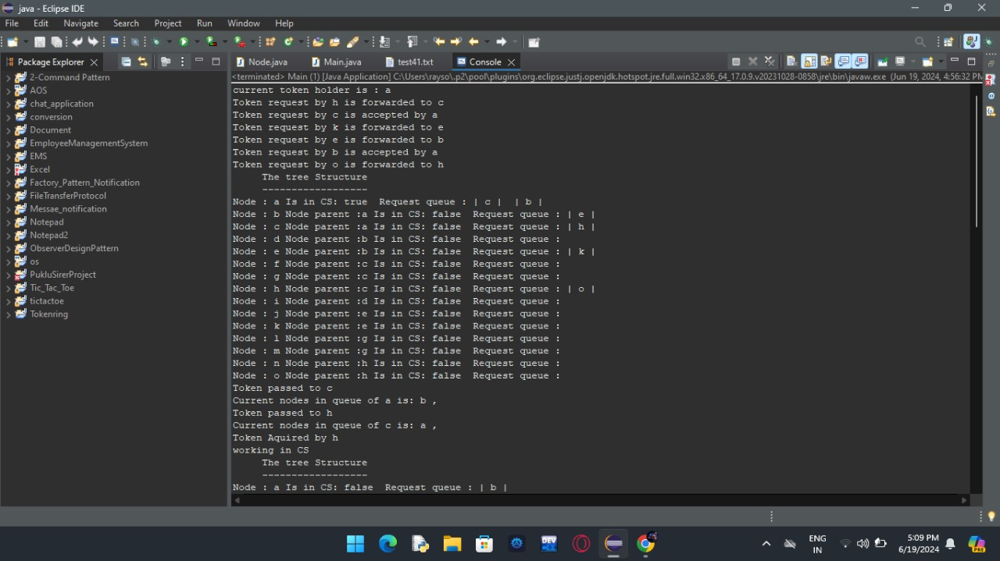 java - Eclipse IDE
File Edit Navigate Search Project Run Window Help
Package Explorer
Node.java Main.java test41.txt Console
<terminated> Main (1) [Java Application] C:\Users\rayso\.p2\pool\plugins\org.eclipse.justj.openjdk.hotspot.jre.full.win32.x86_64_17.0.9.v20231028-0858\jre\bin\javaw.exe (Jun 19, 2024, 4:56:32 PM
2-Command Pattern
AOS
chat_application
conversion
Document
EmployeeManagementSystem
EMS
Excel
Factory_Pattern_Notification
FileTransferProtocol
Messae_notification
Notepad
Notepad2
ObserverDesignPattern
os
PukluSirerProject
Tic_Tac_Toe
tictactoe
Tokenring
current token holder is : a
Token request by h is forwarded to c
Token request by c is accepted by a
Token request by k is forwarded to e
Token request by e is forwarded to b
Token request by b is accepted by a
Token request by o is forwarded to h
The tree Structure
------------------
Node : a Is in CS: true  Request queue : | c |  | b |
Node : b Node parent :a Is in CS: false  Request queue : | e |
Node : c Node parent :a Is in CS: false  Request queue : | h |
Node : d Node parent :b Is in CS: false  Request queue :
Node : e Node parent :b Is in CS: false  Request queue : | k |
Node : f Node parent :c Is in CS: false  Request queue :
Node : g Node parent :c Is in CS: false  Request queue :
Node : h Node parent :c Is in CS: false  Request queue : | o |
Node : i Node parent :d Is in CS: false  Request queue :
Node : j Node parent :e Is in CS: false  Request queue :
Node : k Node parent :e Is in CS: false  Request queue :
Node : l Node parent :g Is in CS: false  Request queue :
Node : m Node parent :g Is in CS: false  Request queue :
Node : n Node parent :h Is in CS: false  Request queue :
Node : o Node parent :h Is in CS: false  Request queue :
Token passed to c
Current nodes in queue of a is: b ,
Token passed to h
Current nodes in queue of c is: a ,
Token Aquired by h
working in CS
The tree Structure
------------------
Node : a Is in CS: false  Request queue : | b |
DEV
ENG
IN
5:09 PM
6/19/2024
PRE